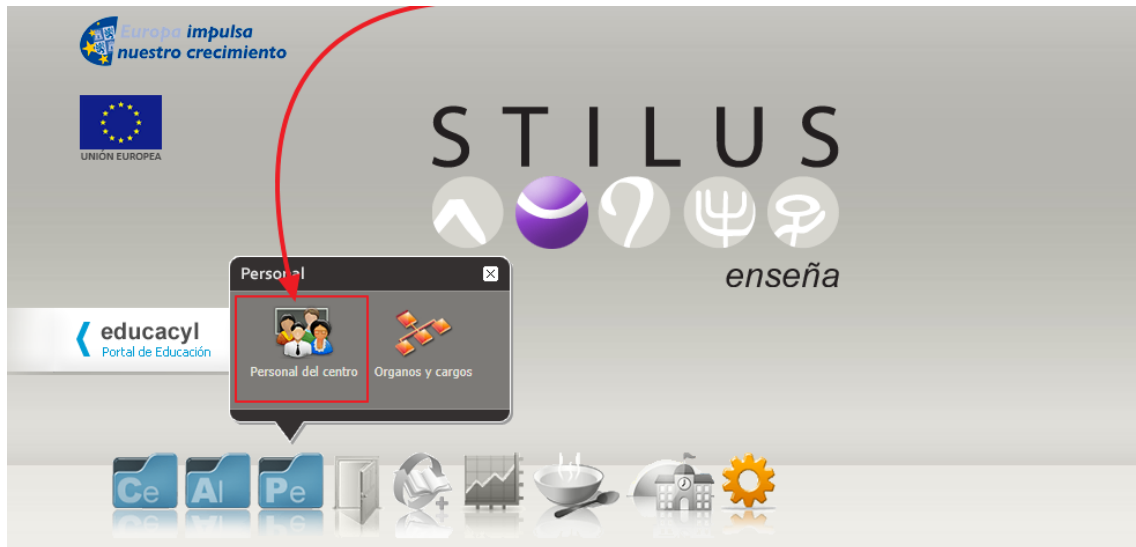 Europa impulsa
nuestro crecimiento
UNIÓN EUROPEA
STILUS
enseña
Personal
Personal del centro
Organos y cargos
educacyl
Portal de Educación
Ce
Al
Pe